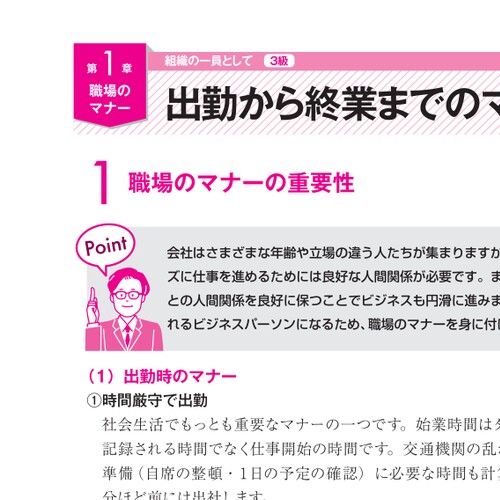 第1章
職場の
マナー
組織の一員として 3級
出勤から終業までの
1 職場のマナーの重要性
Point
会社はさまざまな年齢や立場の違う人たちが集まりますか
ズに仕事を進めるためには良好な人間関係が必要です。ま
との人間関係を良好に保つことでビジネスも円滑に進みま
れるビジネスパーソンになるため、職場のマナーを身に付
（1）出勤時のマナー
①時間厳守で出勤
社会生活でもっとも重要なマナーの一つです。始業時間は
記録される時間でなく仕事開始の時間です。交通機関の乱
準備（自席の整頓・1日の予定の確認）に必要な時間も計
分ほど前には出社します。